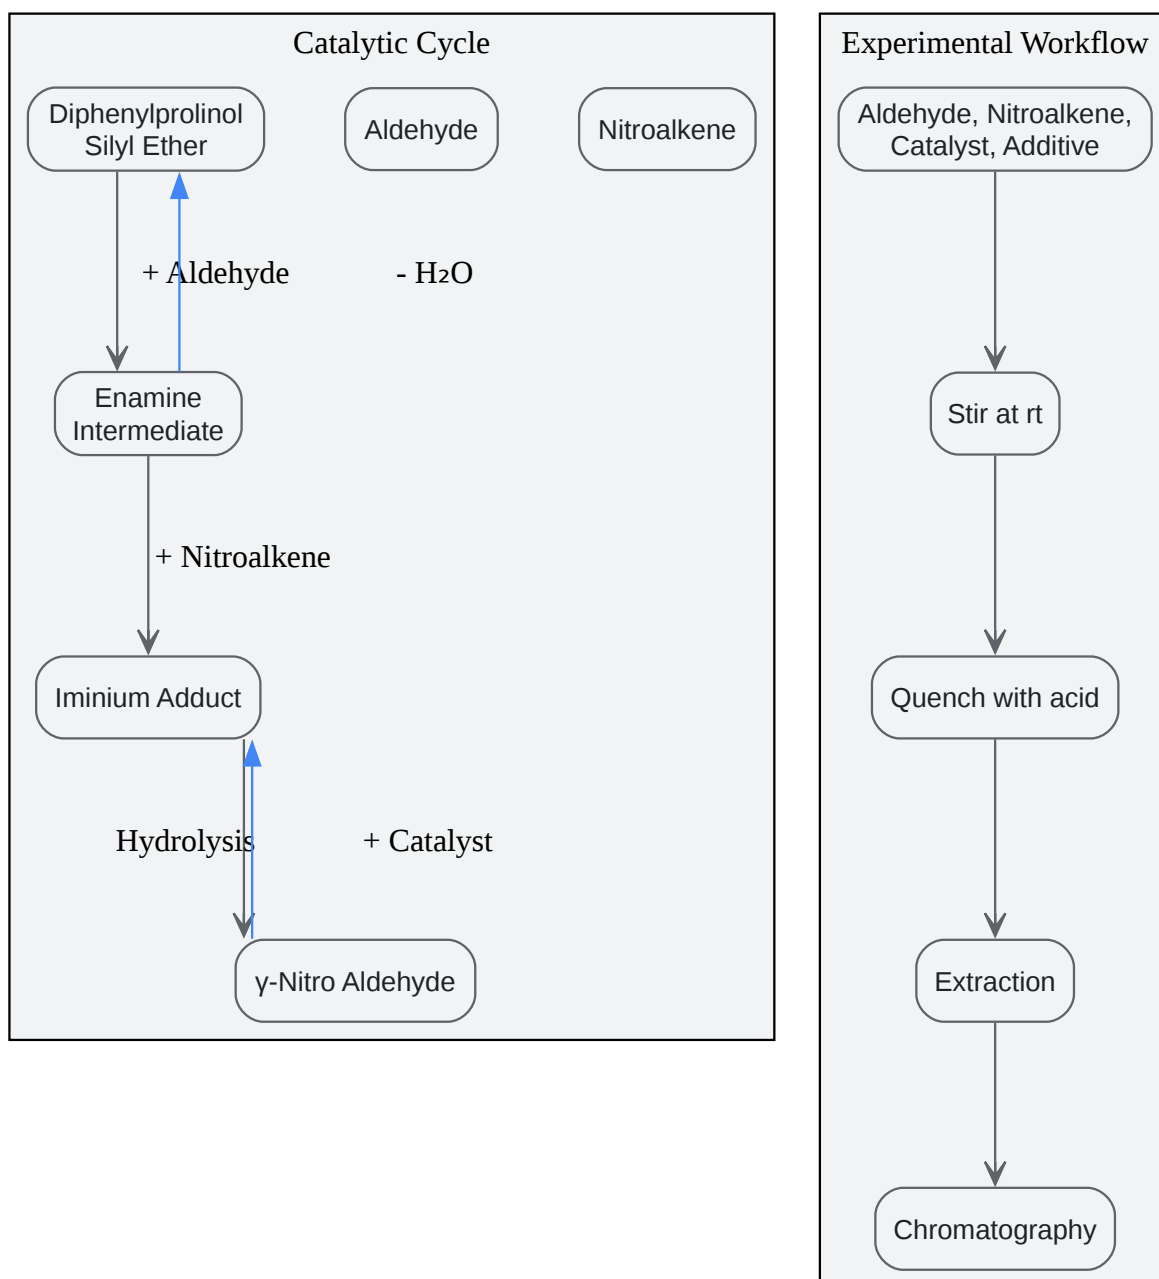 Catalytic Cycle
Diphenylprolinol
Silyl Ether
Aldehyde
Nitroalkene
+ Aldehyde
- H₂O
Enamine
Intermediate
+ Nitroalkene
Iminium Adduct
Hydrolysis
+ Catalyst
γ-Nitro Aldehyde
Experimental Workflow
Aldehyde, Nitroalkene,
Catalyst, Additive
Stir at rt
Quench with acid
Extraction
Chromatography